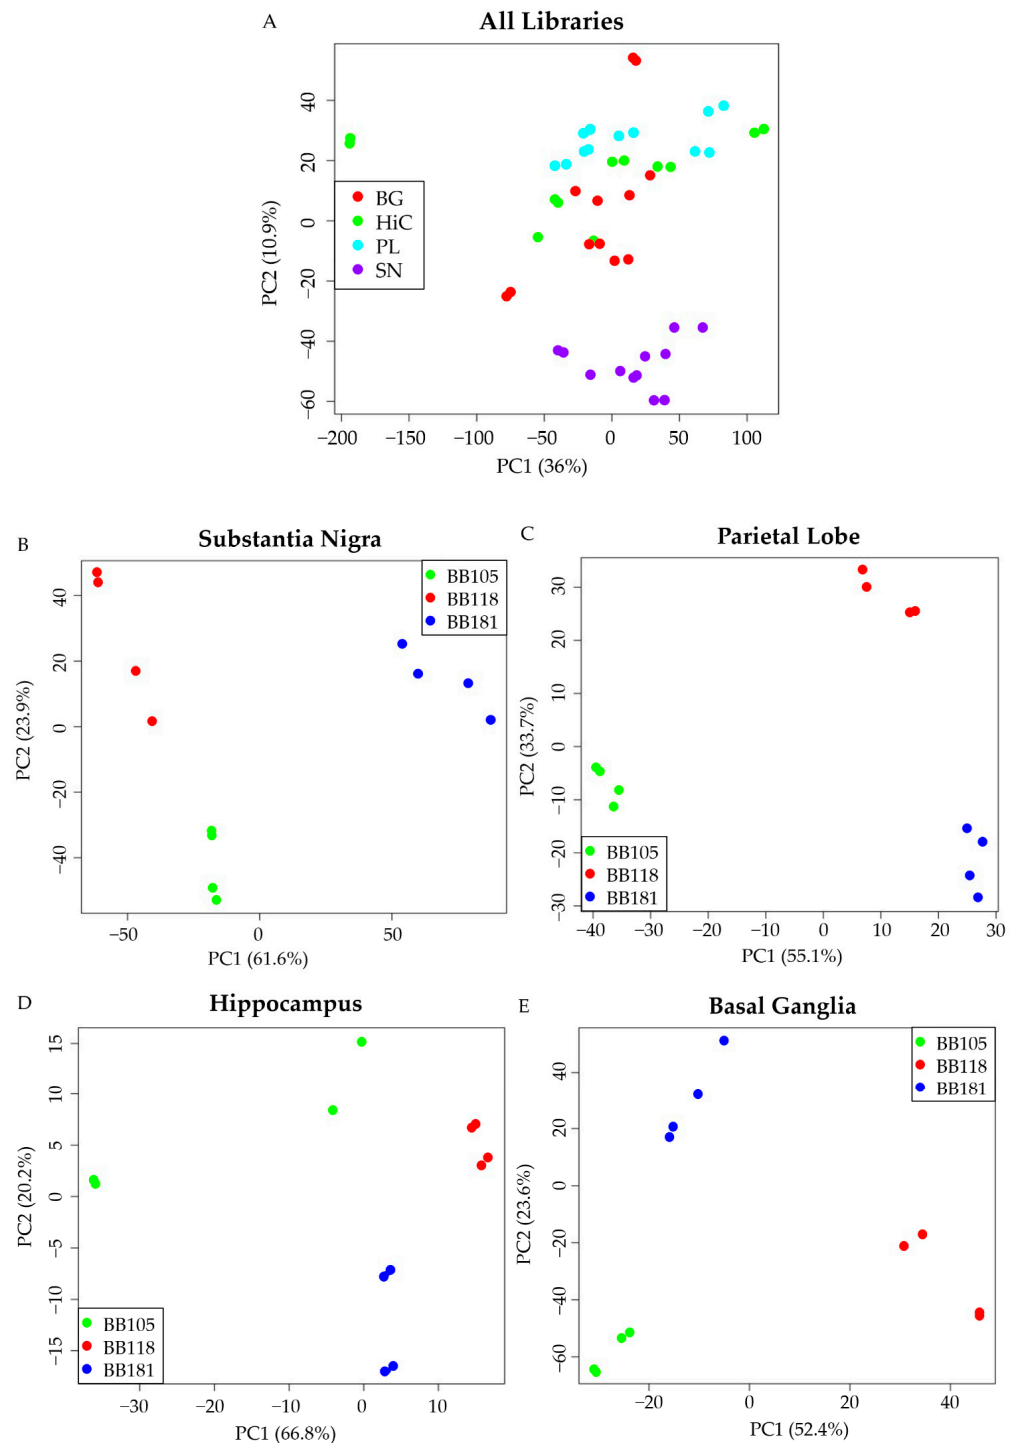 A
All Libraries
PC2 (10.9%)
40
20
0
−20
−40
−60
BG
HiC
PL
SN
−200 −150 −100 −50 0 50 100
PC1 (36%)
B
Substantia Nigra
PC2 (23.9%)
40
20
0
−20
−40
BB105
BB118
BB181
−50 0 50
PC1 (61.6%)
C
Parietal Lobe
PC2 (33.7%)
30
20
10
0
−10
−20
−30
BB105
BB118
BB181
−40 −30 −20 −10 0 10 20 30
PC1 (55.1%)
D
Hippocampus
PC2 (20.2%)
15
10
5
0
−5
−10
−15
BB105
BB118
BB181
−30 −20 −10 0 10
PC1 (66.8%)
E
Basal Ganglia
PC2 (23.6%)
40
20
0
−20
−40
−60
BB105
BB118
BB181
−20 0 20 40
PC1 (52.4%)